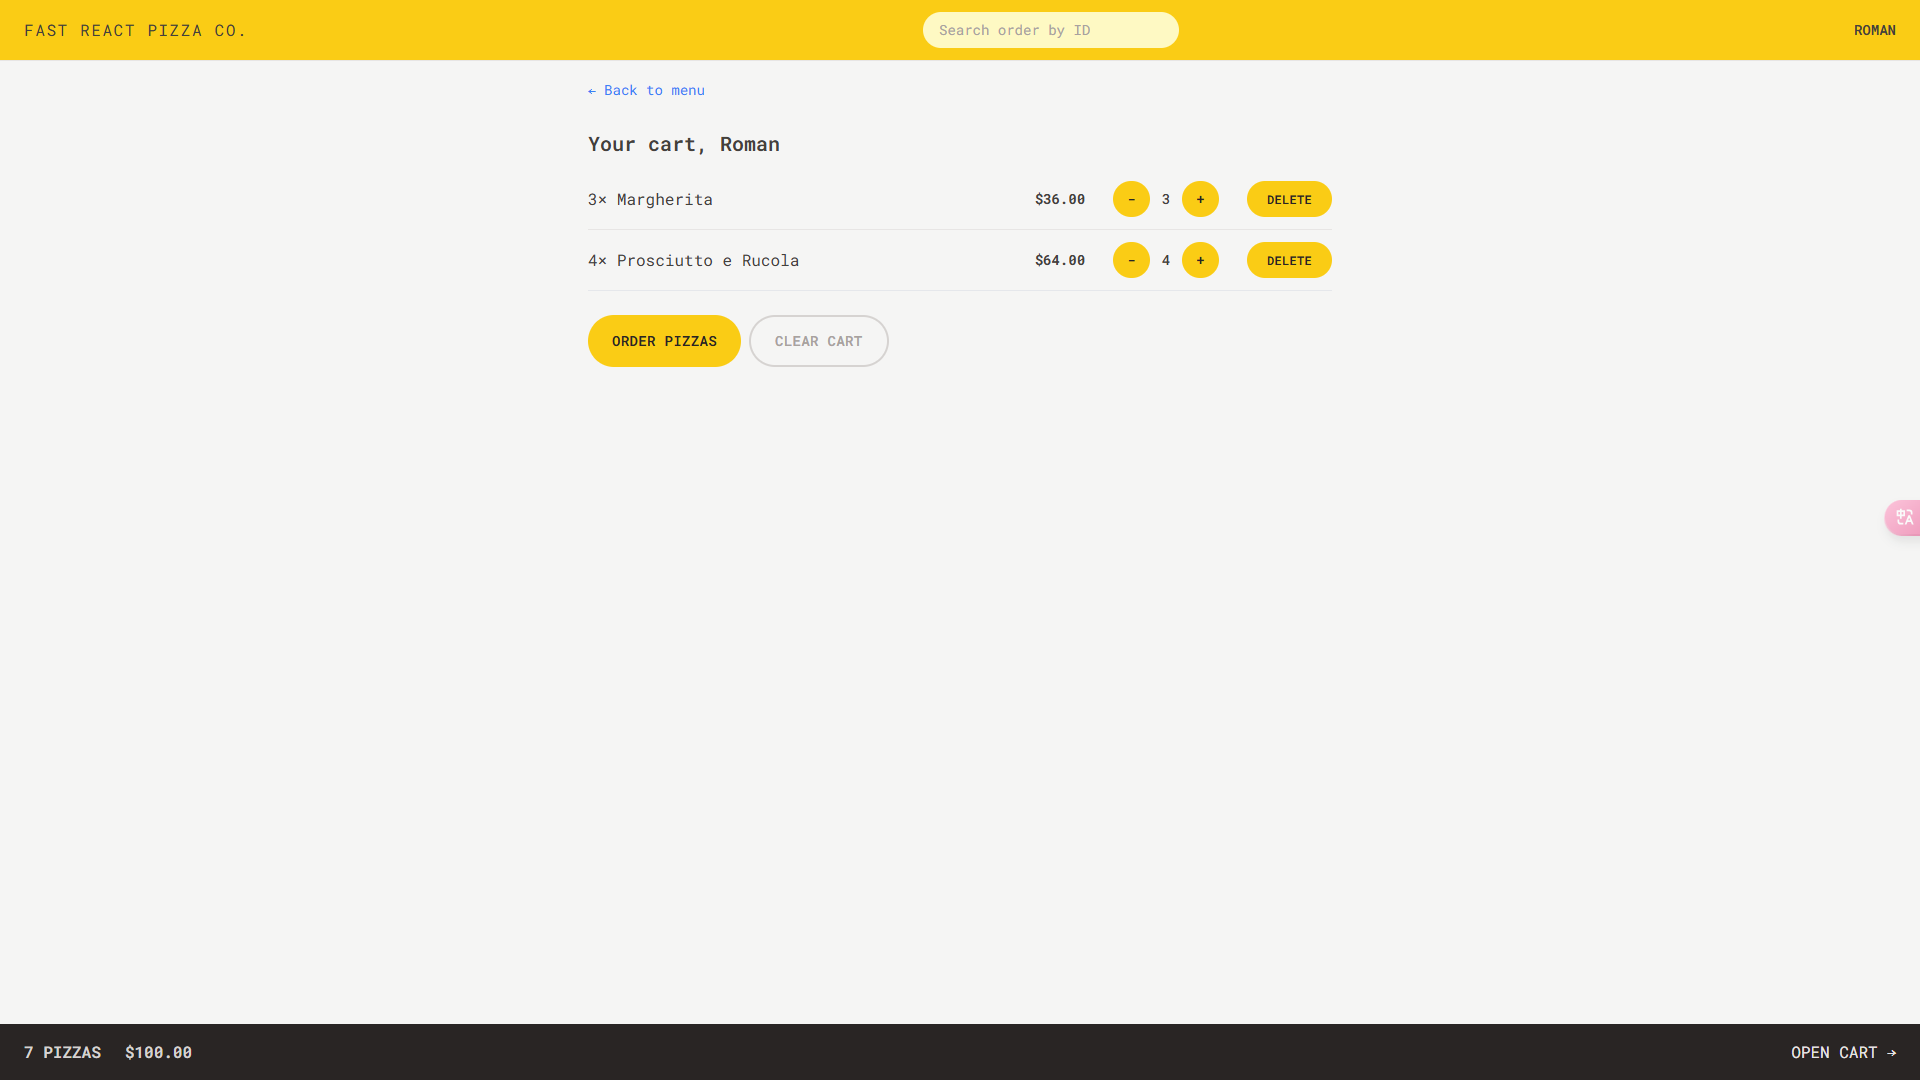 FAST REACT PIZZA CO.
Search order by ID
ROMAN
← Back to menu
Your cart, Roman
3× Margherita $36.00 - 3 + DELETE
4× Prosciutto e Rucola $64.00 - 4 + DELETE
ORDER PIZZAS CLEAR CART
中 A
7 PIZZAS $100.00 OPEN CART →